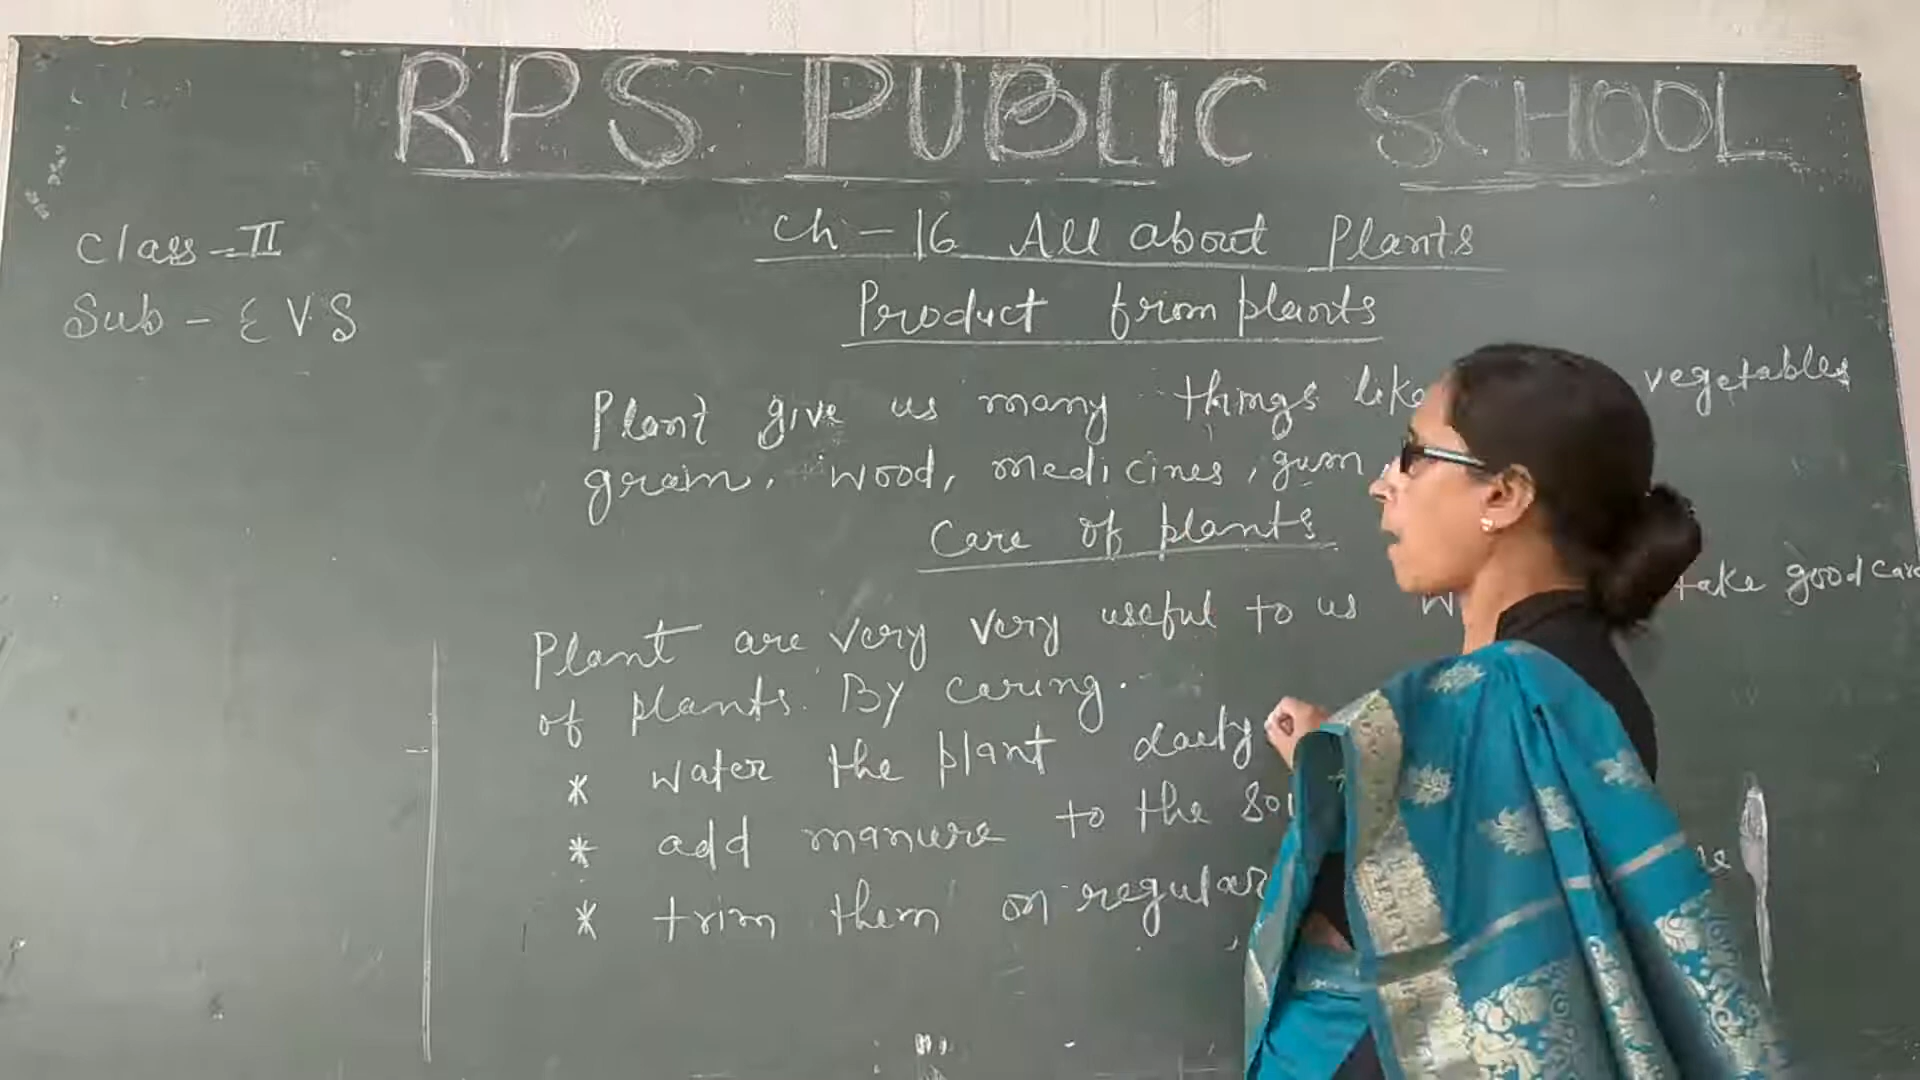 RPS PUBLIC SCHOOL
Class - II
Sub - EVS
Ch - 16 All about Plants
Product from plants
Plant give us many things like vegetables
grain, wood, medicines, gum
Care of plants
Plant are very very useful to us take good care
of plants. By caring.
* water the plant daily
* add manure to the soi
* trim them on regular